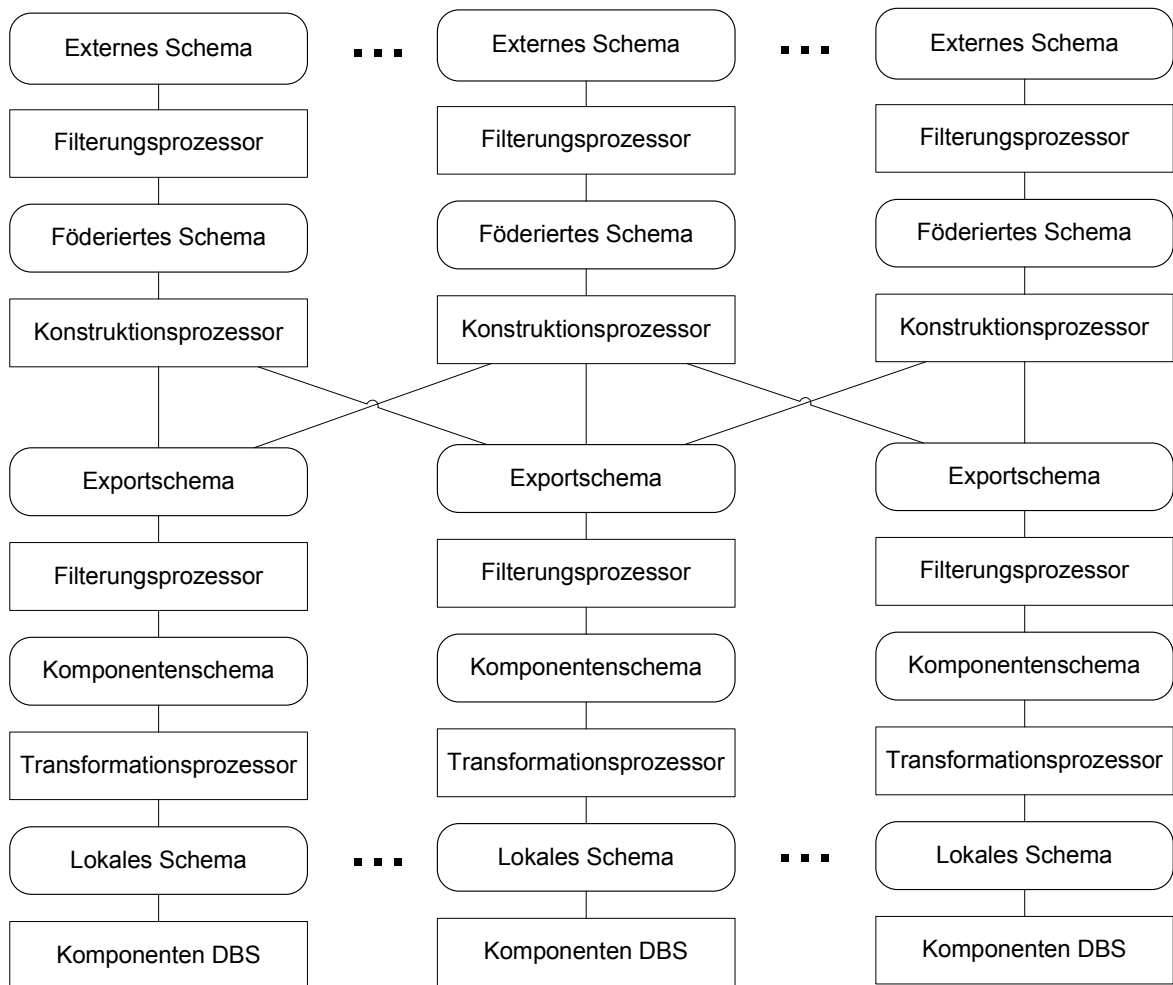 Externes Schema
Externes Schema
Externes Schema
Filterungsprozessor
Filterungsprozessor
Filterungsprozessor
Föderiertes Schema
Föderiertes Schema
Föderiertes Schema
Konstruktionsprozessor
Konstruktionsprozessor
Konstruktionsprozessor
Exportschema
Exportschema
Exportschema
Filterungsprozessor
Filterungsprozessor
Filterungsprozessor
Komponentenschema
Komponentenschema
Komponentenschema
Transformationsprozessor
Transformationsprozessor
Transformationsprozessor
Lokales Schema
Lokales Schema
Lokales Schema
Komponenten DBS
Komponenten DBS
Komponenten DBS